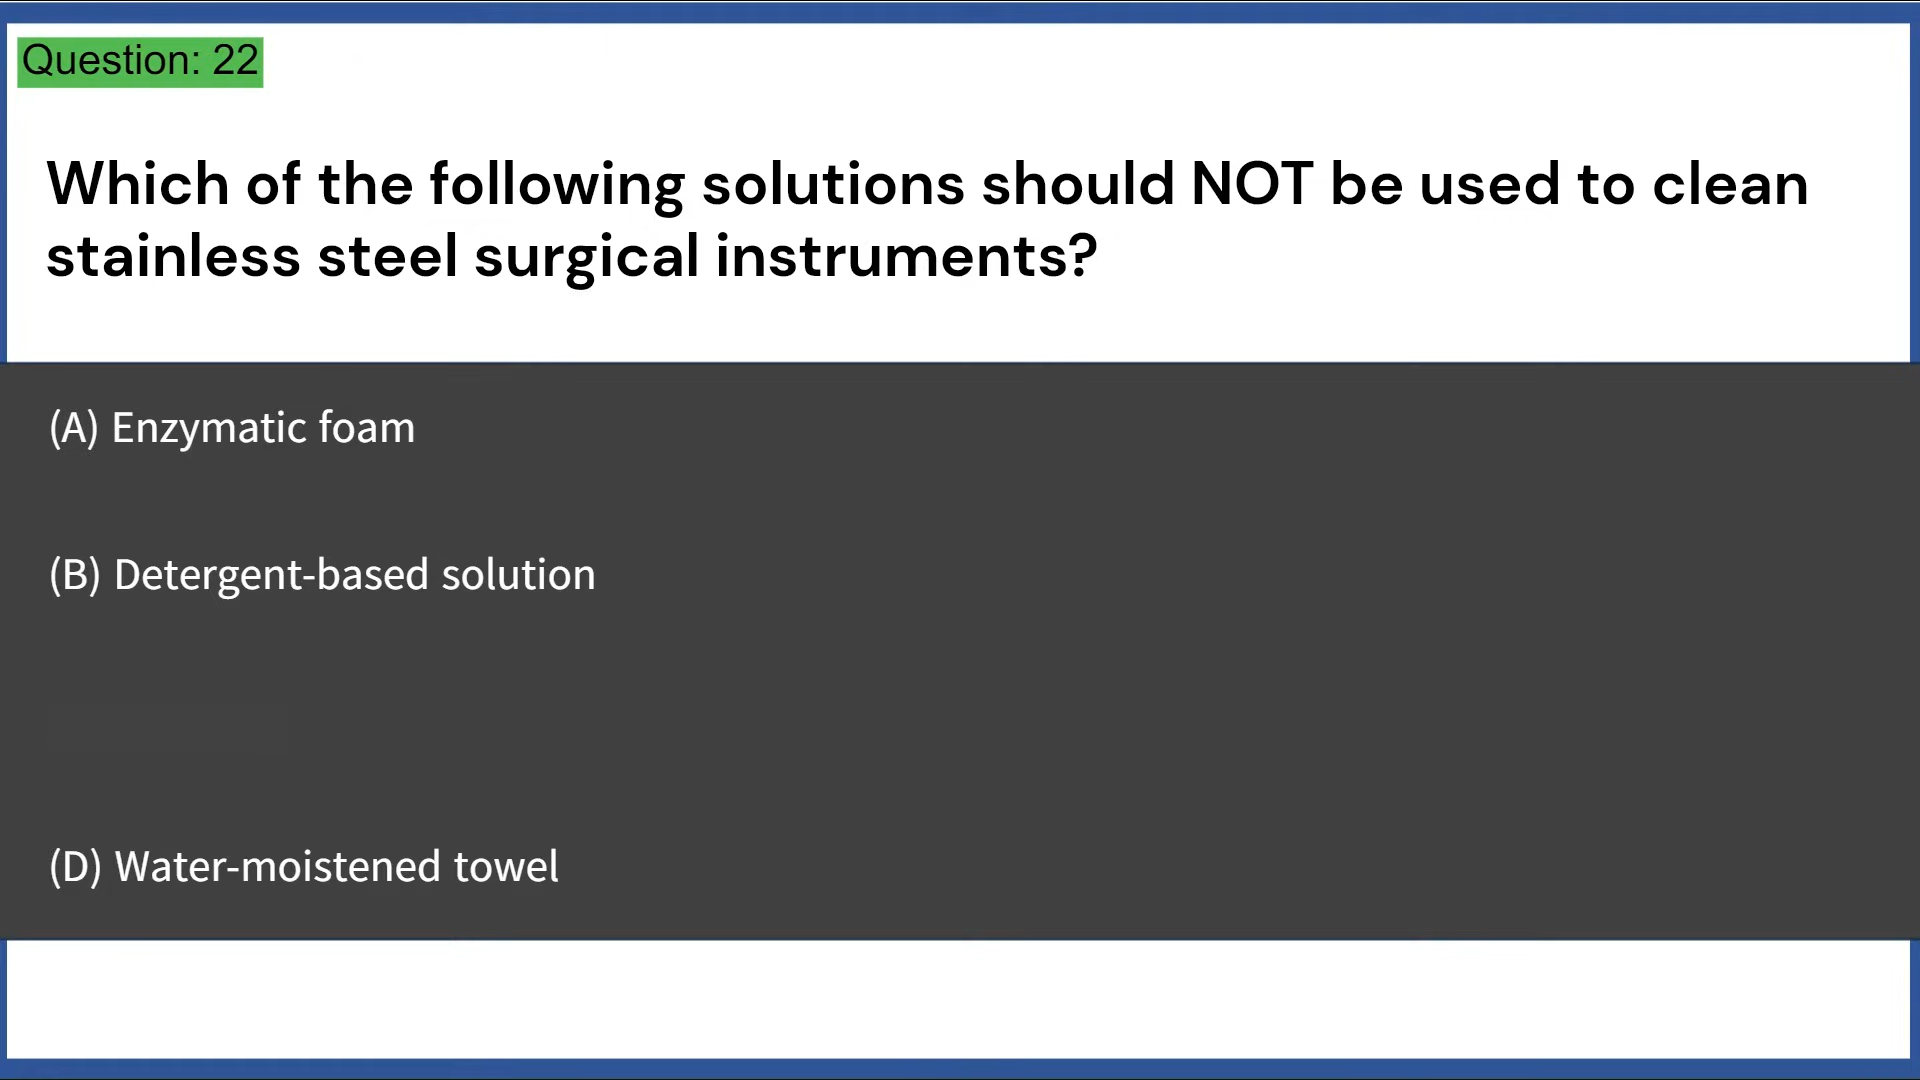 Question: 22
Which of the following solutions should NOT be used to clean
stainless steel surgical instruments?
(A) Enzymatic foam
(B) Detergent-based solution
(D) Water-moistened towel